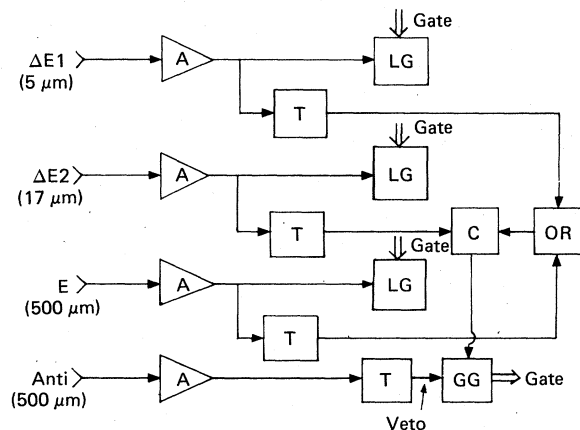 Gate
ΔE1
(5 μm)
A
LG
T
Gate
ΔE2
(17 μm)
A
LG
T
C
OR
Gate
E
(500 μm)
A
LG
T
Anti
(500 μm)
A
T
GG
Gate
Veto